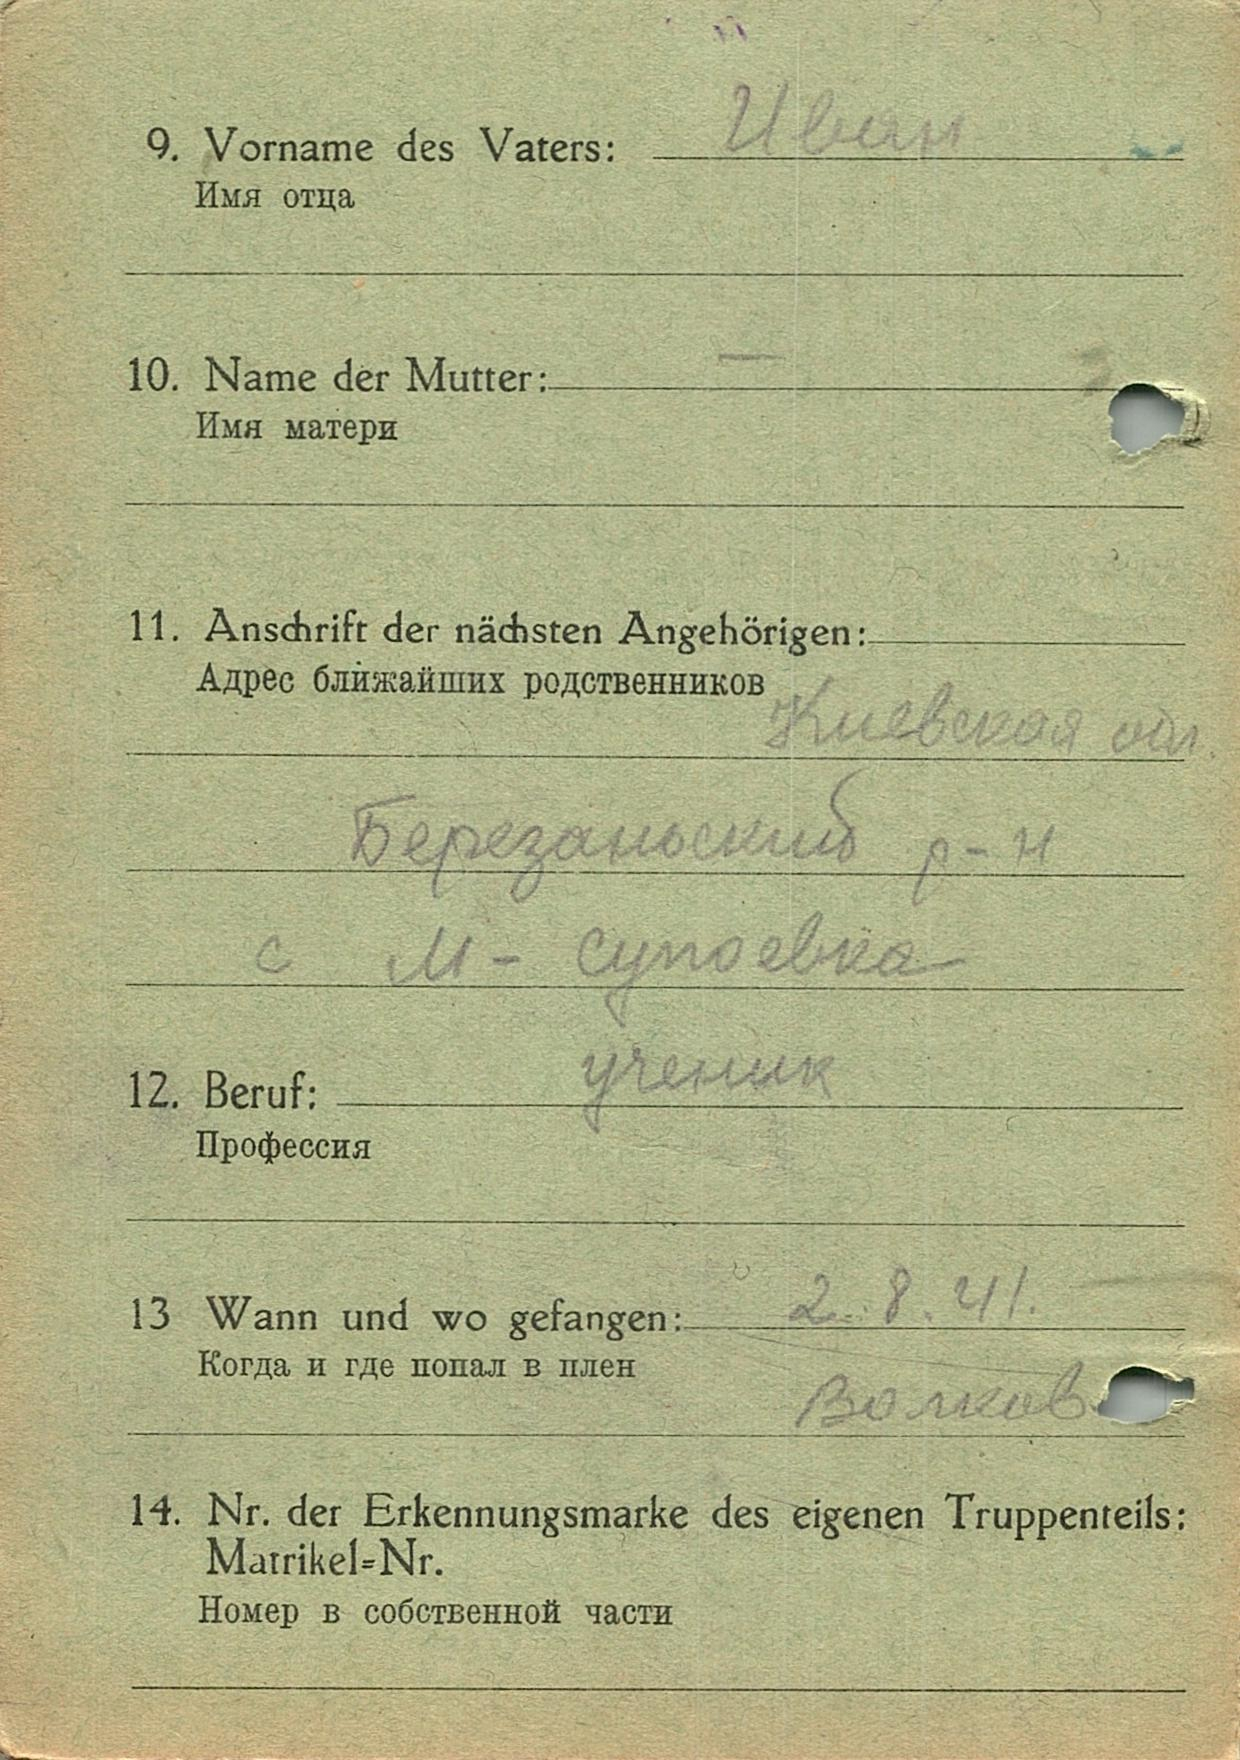 9. Vorname des Vaters: Иван
Имя отца
10. Name der Mutter: —
Имя матери
11. Anschrift der nächsten Angehörigen:
Адрес ближайших родственников
Киевская обл.
Березаньский р-н
с М- Супоевка
12. Beruf: ученик
Профессия
13 Wann und wo gefangen: 2.8.41.
Когда и где попал в плен
Волков
14. Nr. der Erkennungsmarke des eigenen Truppenteils:
Matrikel=Nr.
Номер в собственной части